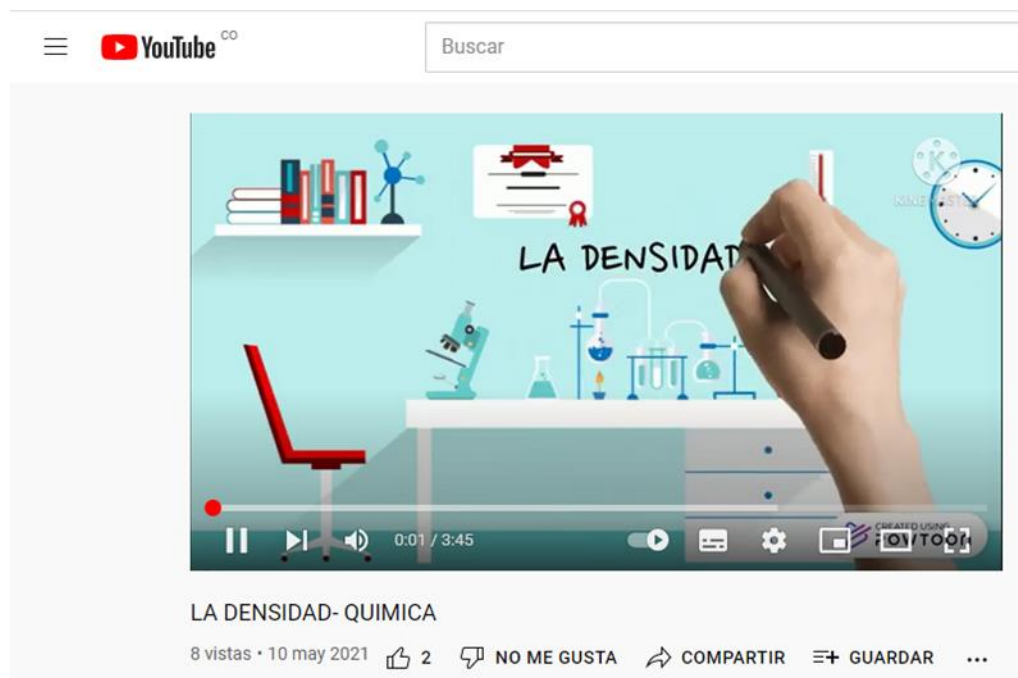 YouTube CO
Buscar
KINEMASTER
LA DENSIDAD
0:01 / 3:45
CREATED USING
POWTOON
LA DENSIDAD- QUIMICA
8 vistas • 10 may 2021 2 NO ME GUSTA COMPARTIR GUARDAR ...